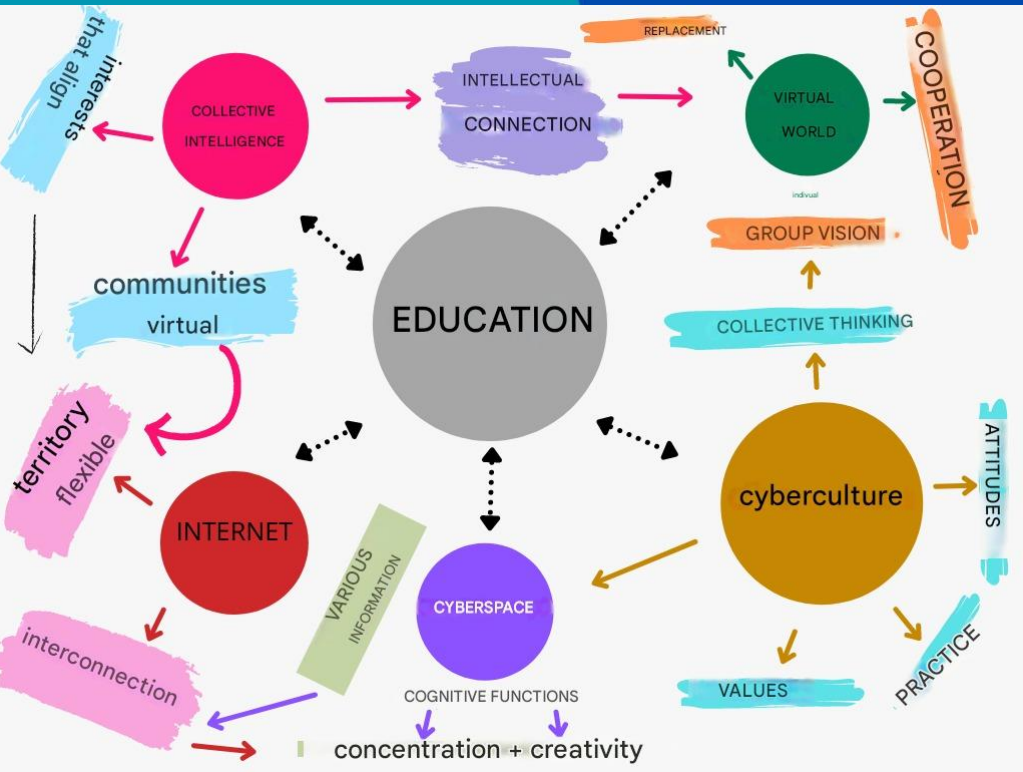 interests
that align
COLLECTIVE
INTELLIGENCE
INTELLECTUAL
CONNECTION
REPLACEMENT
VIRTUAL
WORLD
COOPERATION
indivual
GROUP VISION
communities
virtual
EDUCATION
COLLECTIVE THINKING
territory
flexible
INTERNET
VARIOUS
INFORMATION
CYBERSPACE
cyberculture
ATTITUDES
interconnection
COGNITIVE FUNCTIONS
VALUES
PRACTICE
concentration + creativity